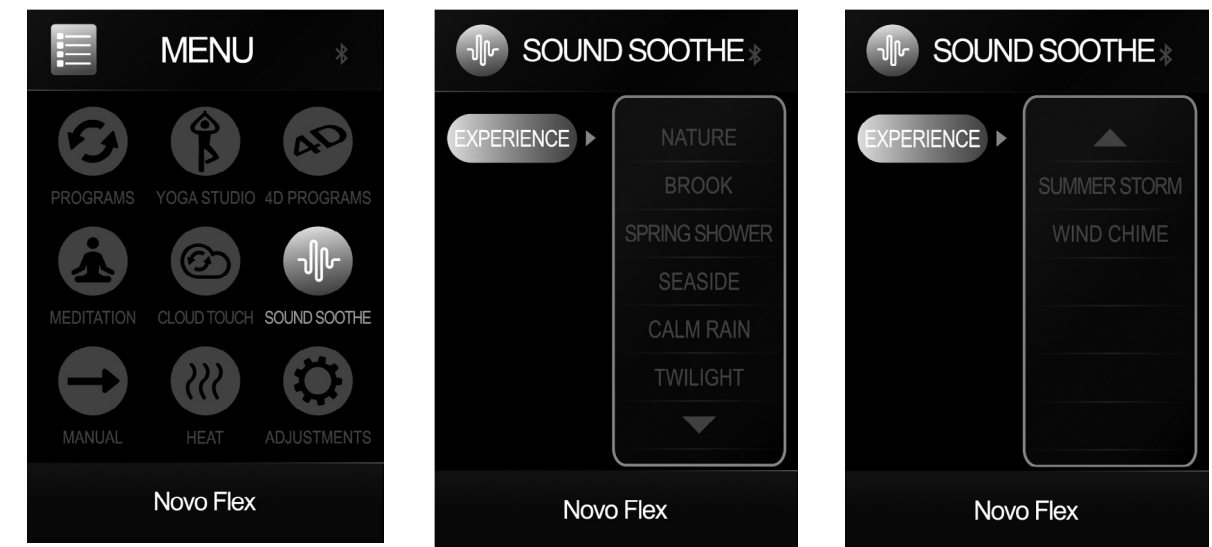 MENU
PROGRAMS YOGA STUDIO 4D PROGRAMS
MEDITATION CLOUD TOUCH SOUND SOOTHE
MANUAL HEAT ADJUSTMENTS
Novo Flex
SOUND SOOTHE
EXPERIENCE
NATURE
BROOK
SPRING SHOWER
SEASIDE
CALM RAIN
TWILIGHT
Novo Flex
SOUND SOOTHE
EXPERIENCE
SUMMER STORM
WIND CHIME
Novo Flex